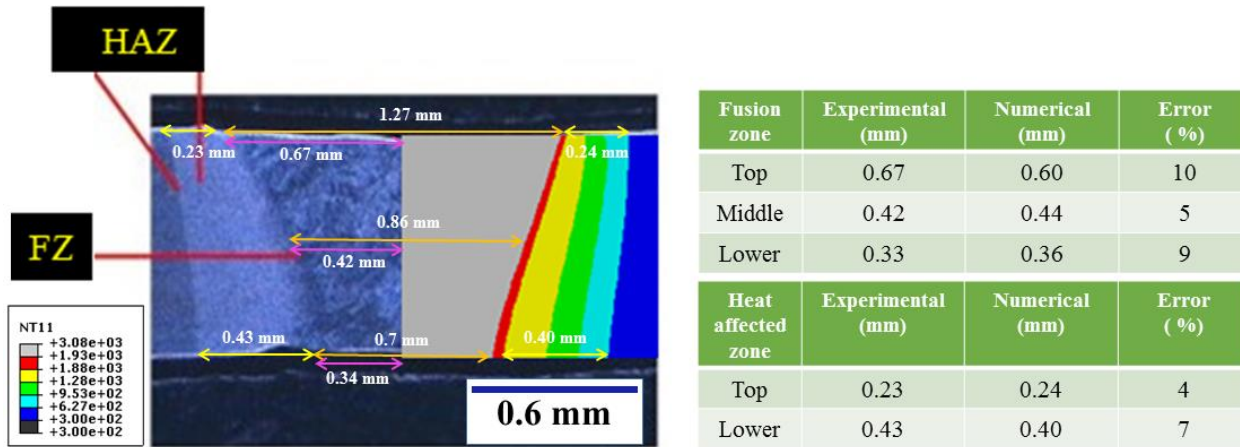 HAZ
1.27 mm
0.23 mm
0.67 mm
0.24 mm
0.86 mm
FZ
0.42 mm
0.43 mm
0.7 mm
0.40 mm
0.34 mm
0.6 mm
NT11
+3.08e+03
+1.93e+03
+1.88e+03
+1.28e+03
+9.53e+02
+6.27e+02
+3.00e+02
+3.00e+02
Fusion zone Experimental (mm) Numerical (mm) Error ( %)
Top 0.67 0.60 10
Middle 0.42 0.44 5
Lower 0.33 0.36 9
Heat affected zone Experimental (mm) Numerical (mm) Error ( %)
Top 0.23 0.24 4
Lower 0.43 0.40 7